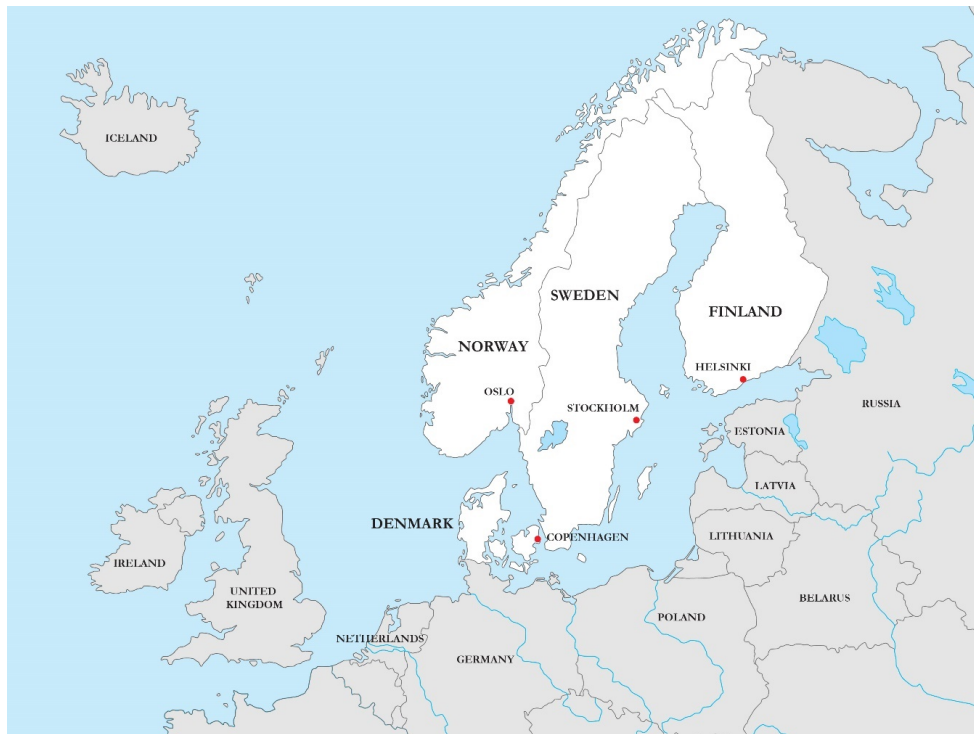 ICELAND
SWEDEN
FINLAND
NORWAY
HELSINKI
OSLO
STOCKHOLM
RUSSIA
ESTONIA
LATVIA
DENMARK
COPENHAGEN
LITHUANIA
IRELAND
UNITED
KINGDOM
BELARUS
POLAND
NETHERLANDS
GERMANY